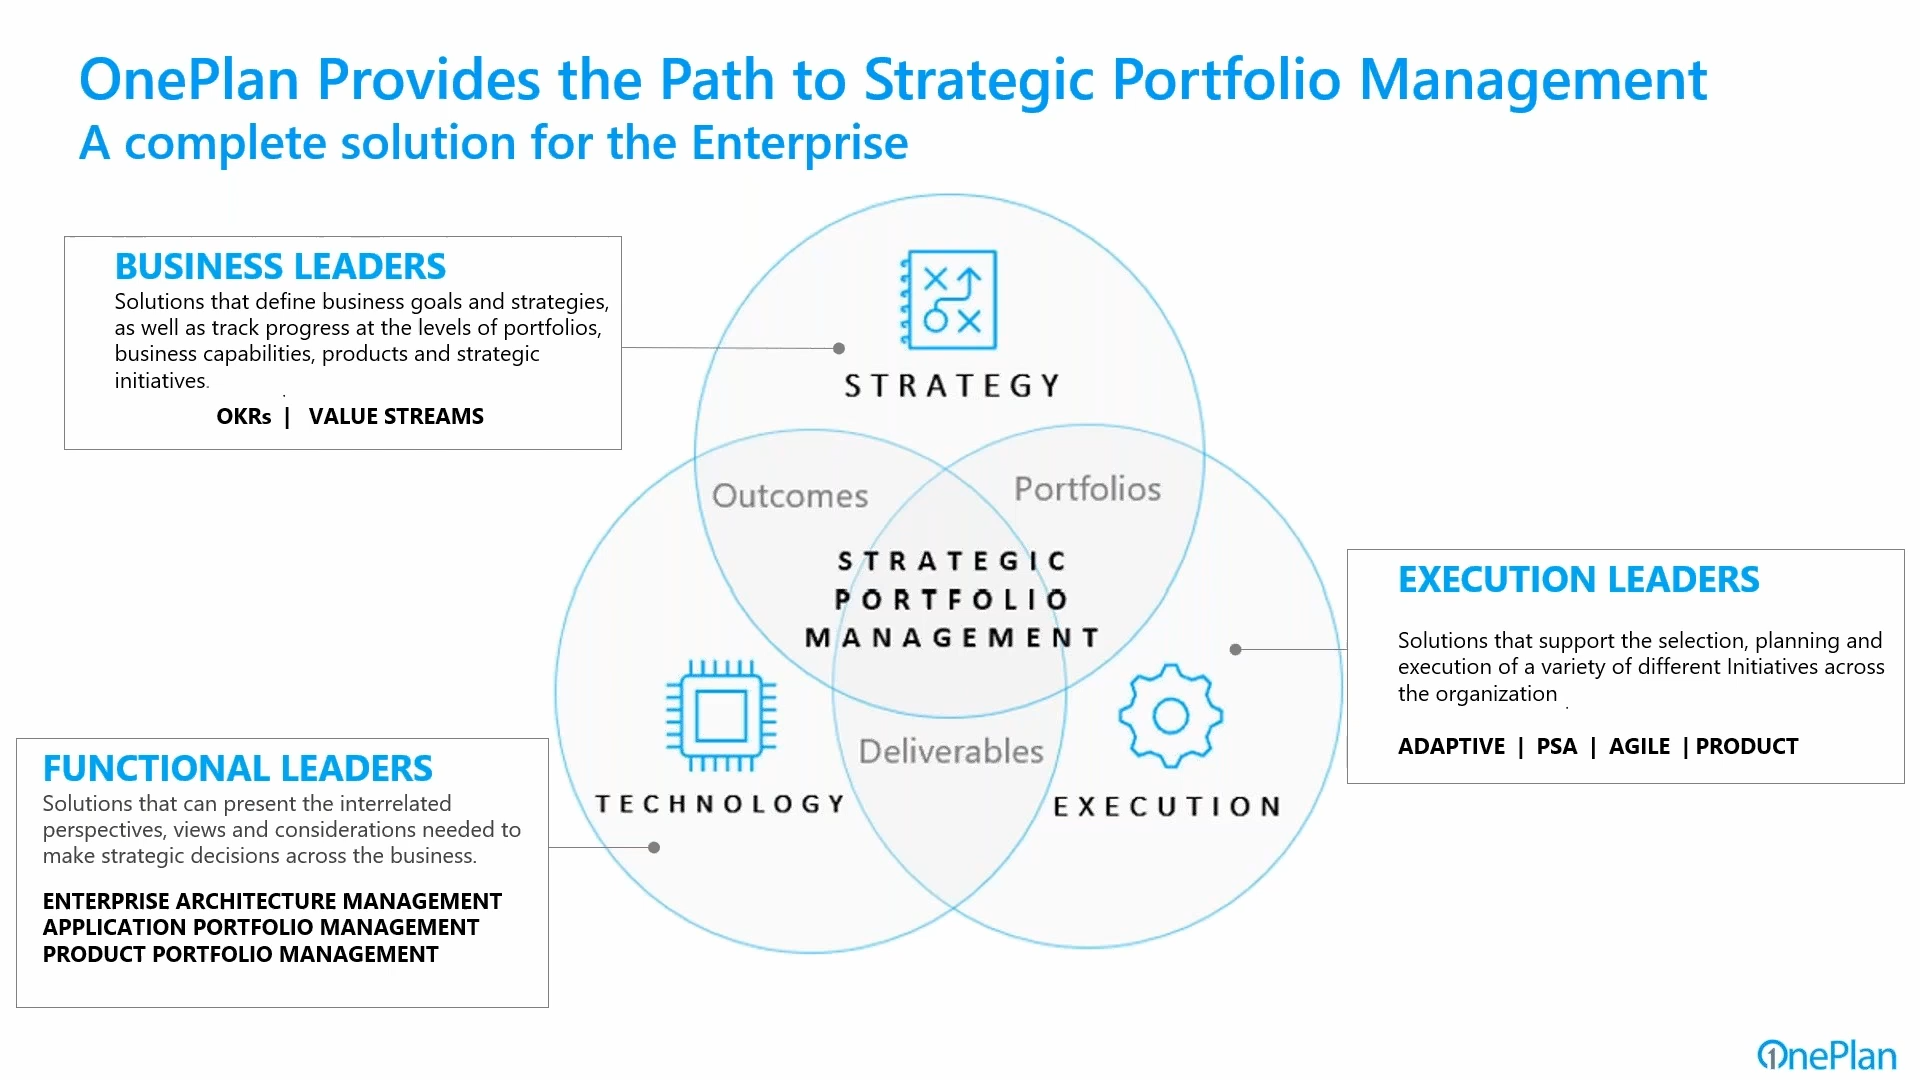 OnePlan Provides the Path to Strategic Portfolio Management
A complete solution for the Enterprise
BUSINESS LEADERS
Solutions that define business goals and strategies,
as well as track progress at the levels of portfolios,
business capabilities, products and strategic
initiatives.
OKRs | VALUE STREAMS
STRATEGY
Outcomes
Portfolios
STRATEGIC
PORTFOLIO
MANAGEMENT
EXECUTION LEADERS
Solutions that support the selection, planning and
execution of a variety of different Initiatives across
the organization
ADAPTIVE | PSA | AGILE | PRODUCT
Deliverables
TECHNOLOGY
EXECUTION
FUNCTIONAL LEADERS
Solutions that can present the interrelated
perspectives, views and considerations needed to
make strategic decisions across the business.
ENTERPRISE ARCHITECTURE MANAGEMENT
APPLICATION PORTFOLIO MANAGEMENT
PRODUCT PORTFOLIO MANAGEMENT
OnePlan